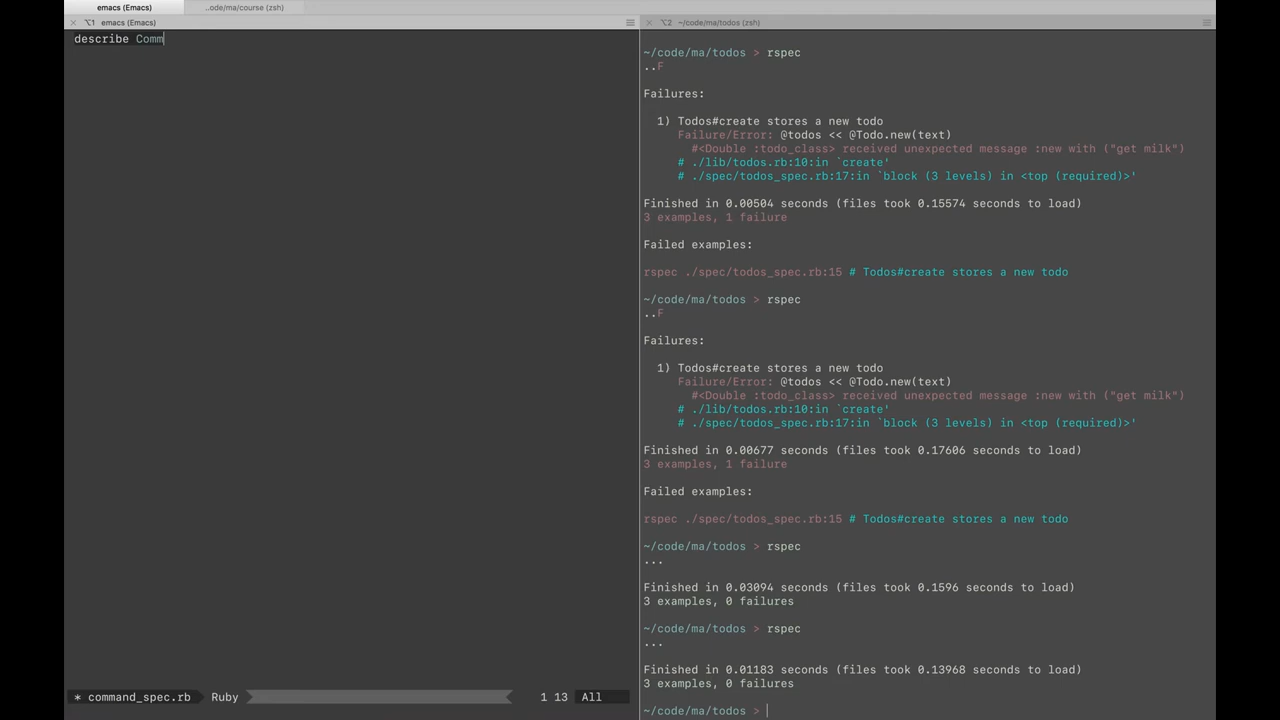 emacs (Emacs)
..ode/ma/course (zsh)
⌥1 emacs (Emacs)
describe Comm
* command_spec.rb Ruby 1 13 All
⌥2 ~/code/ma/todos (zsh)
~/code/ma/todos > rspec
..F
Failures:
1) Todos#create stores a new todo
Failure/Error: @todos << @Todo.new(text)
#<Double :todo_class> received unexpected message :new with ("get milk")
# ./lib/todos.rb:10:in `create'
# ./spec/todos_spec.rb:17:in `block (3 levels) in <top (required)>'
Finished in 0.00504 seconds (files took 0.15574 seconds to load)
3 examples, 1 failure
Failed examples:
rspec ./spec/todos_spec.rb:15 # Todos#create stores a new todo
~/code/ma/todos > rspec
..F
Failures:
1) Todos#create stores a new todo
Failure/Error: @todos << @Todo.new(text)
#<Double :todo_class> received unexpected message :new with ("get milk")
# ./lib/todos.rb:10:in `create'
# ./spec/todos_spec.rb:17:in `block (3 levels) in <top (required)>'
Finished in 0.00677 seconds (files took 0.17606 seconds to load)
3 examples, 1 failure
Failed examples:
rspec ./spec/todos_spec.rb:15 # Todos#create stores a new todo
~/code/ma/todos > rspec
...
Finished in 0.03094 seconds (files took 0.1596 seconds to load)
3 examples, 0 failures
~/code/ma/todos > rspec
...
Finished in 0.01183 seconds (files took 0.13968 seconds to load)
3 examples, 0 failures
~/code/ma/todos >